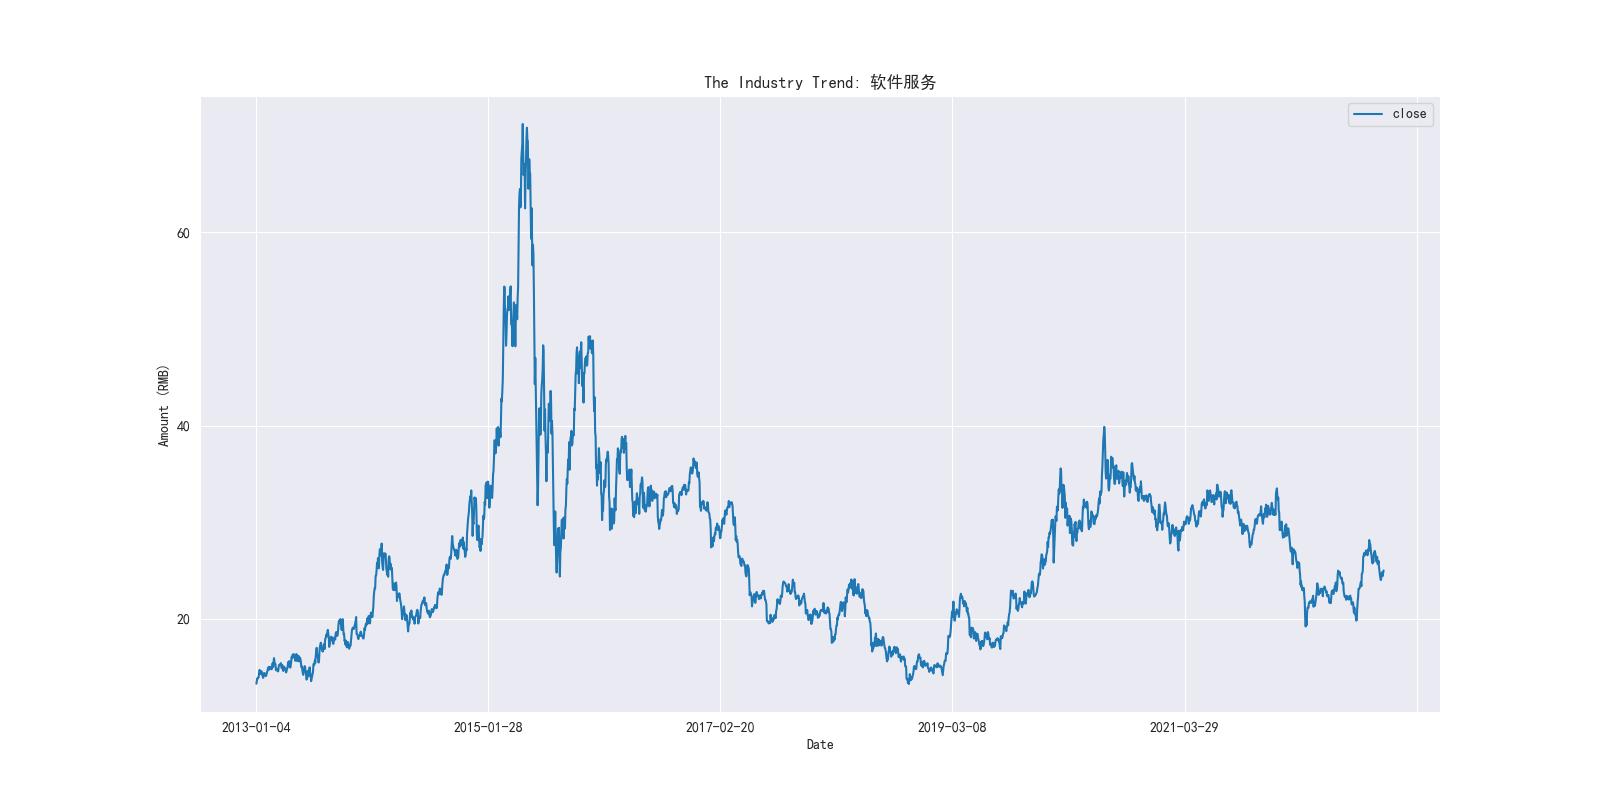 The Industry Trend: 软件服务
close
Amount (RMB)
60
40
20
2013-01-04
2015-01-28
2017-02-20
2019-03-08
2021-03-29
Date